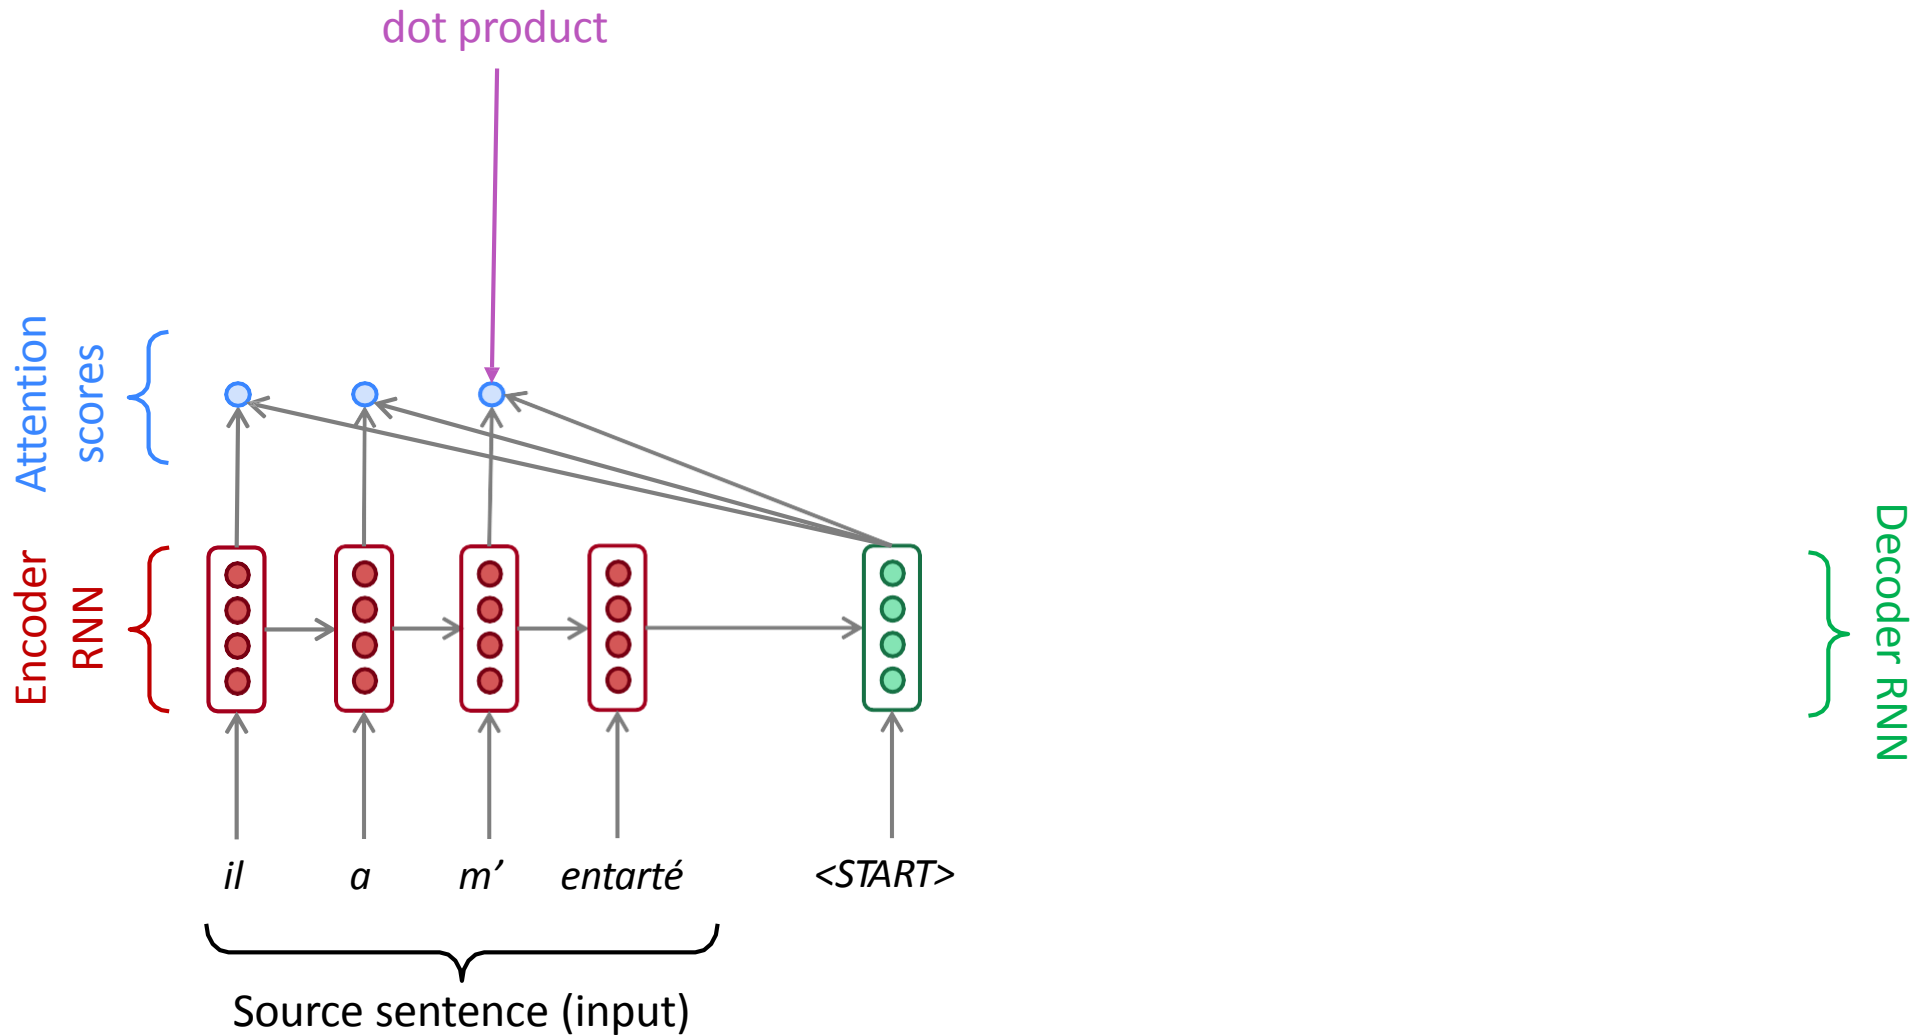 dot product
Attention
scores
Encoder
RNN
Decoder RNN
il a m’ entarté <START>
Source sentence (input)